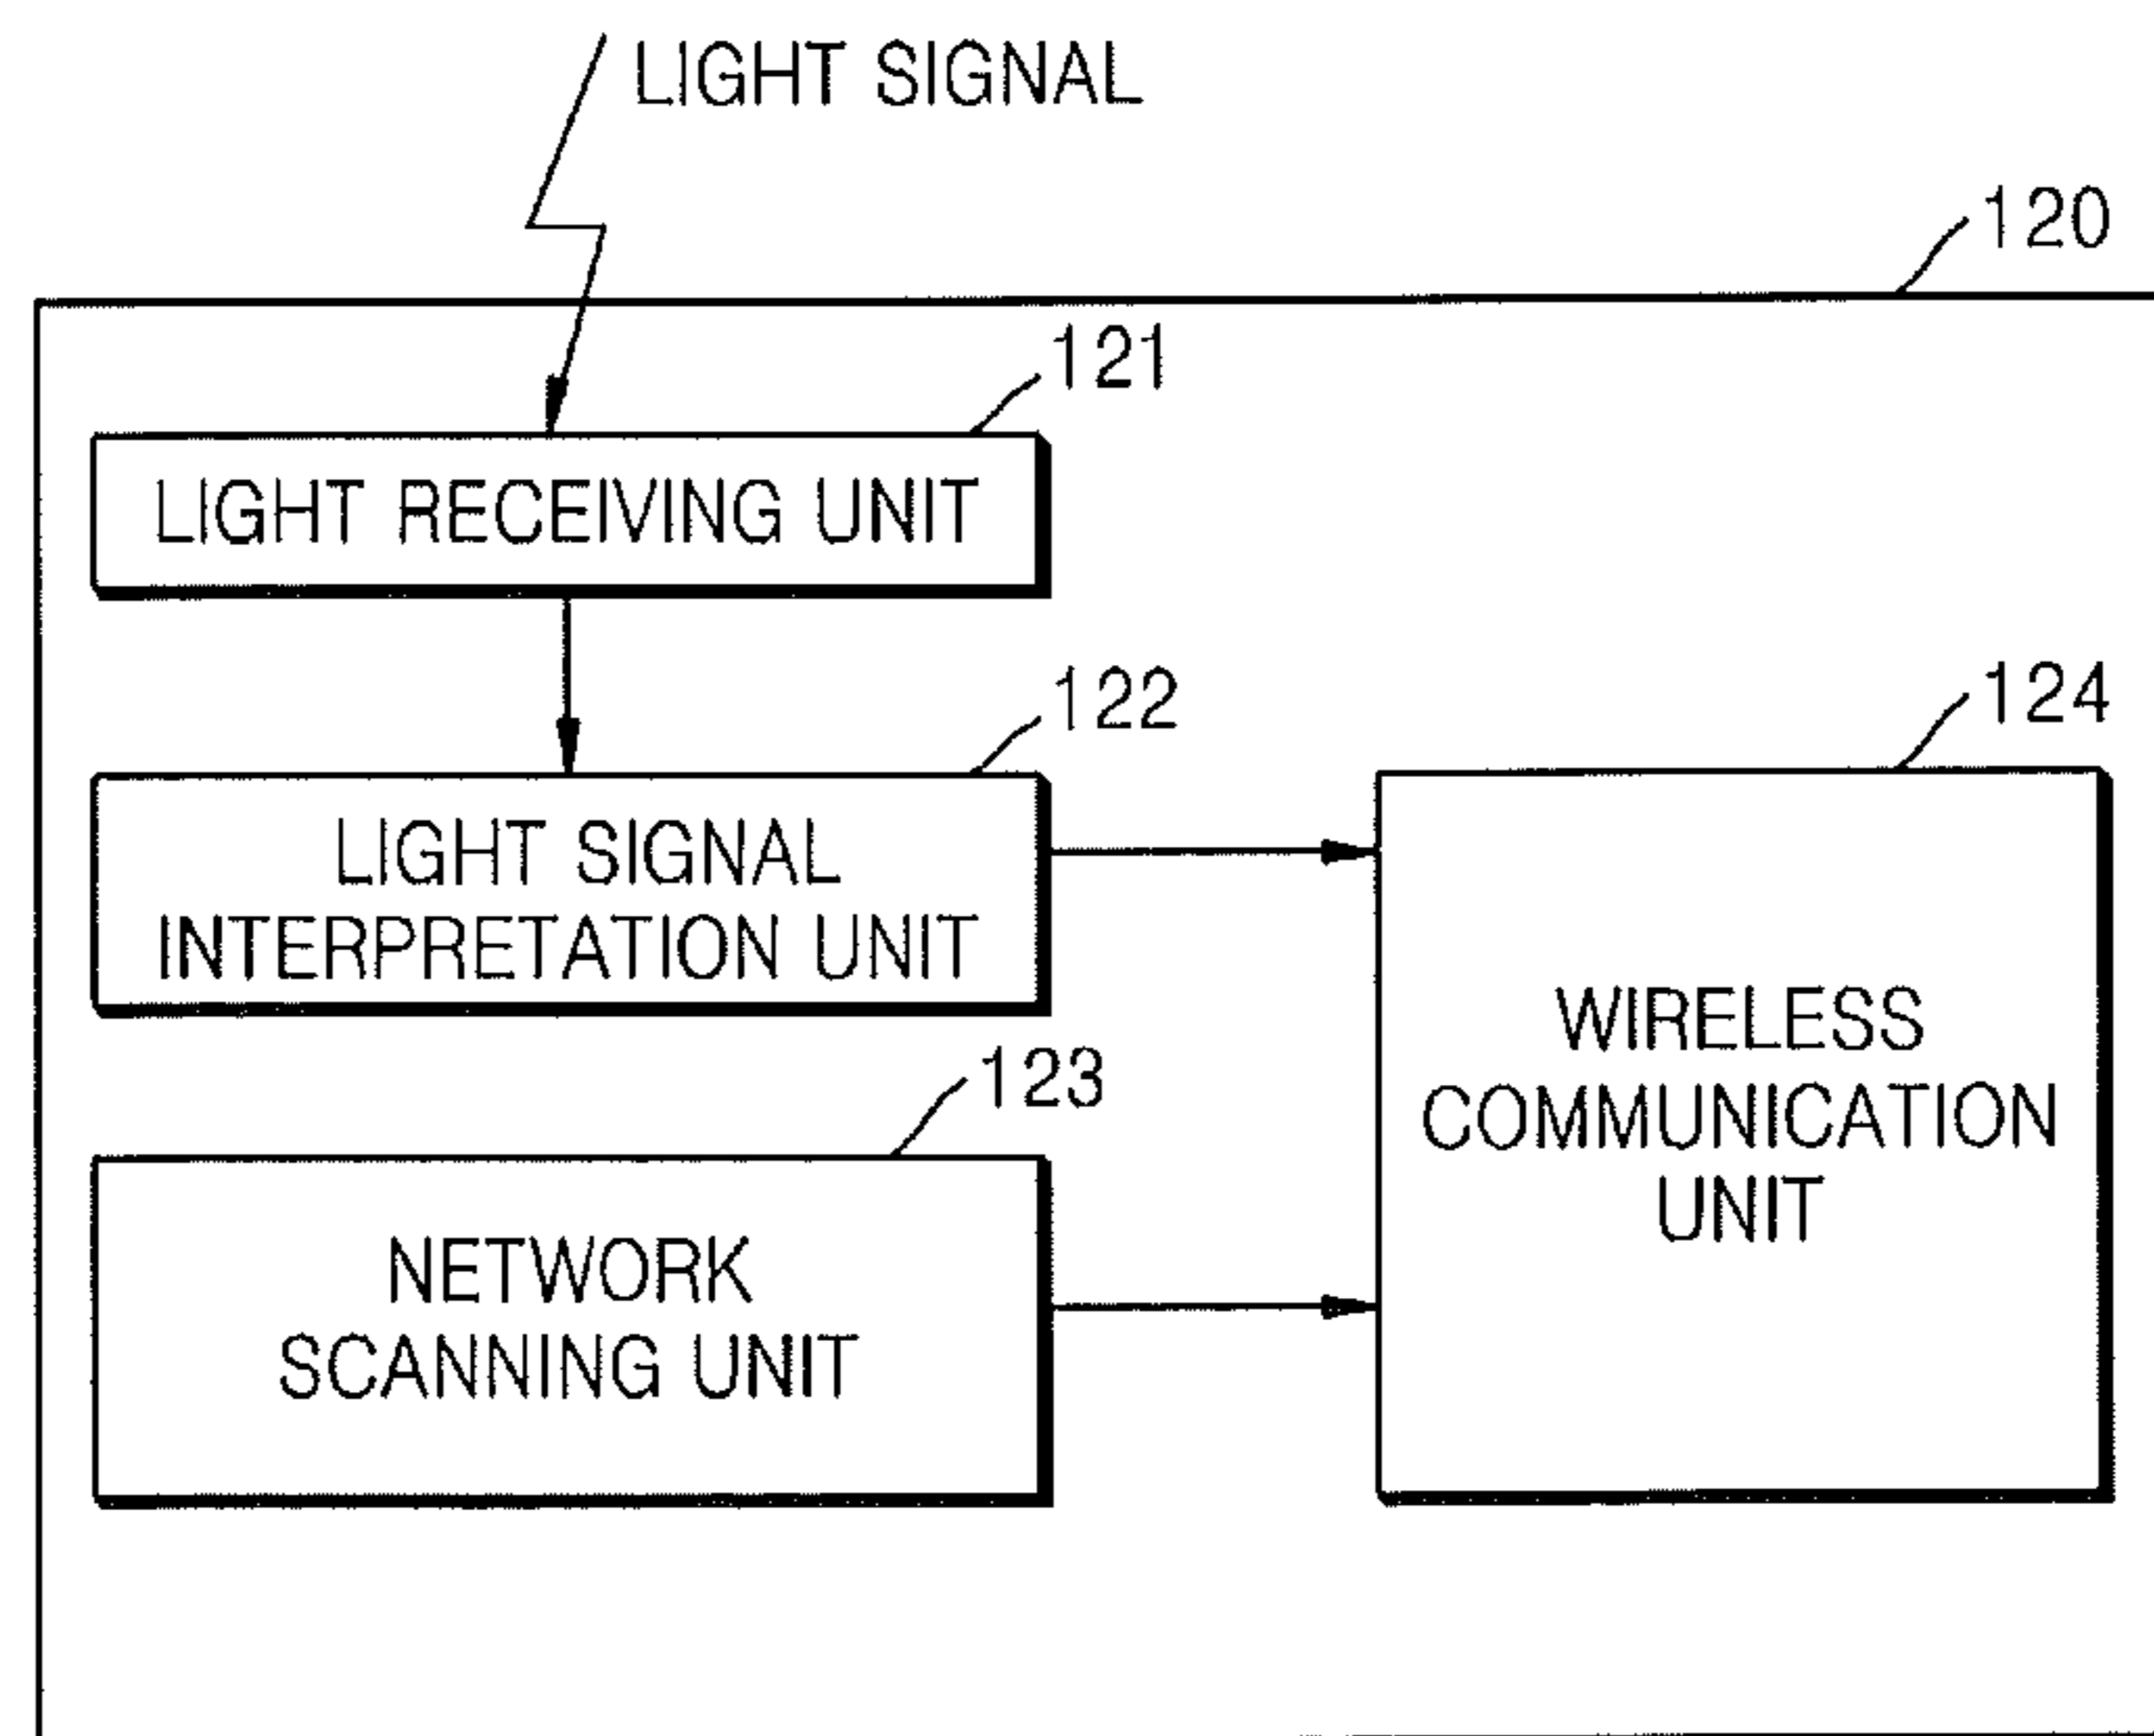 LIGHT SIGNAL
120
121
LIGHT RECEIVING UNIT
122
124
LIGHT SIGNAL
INTERPRETATION UNIT
WIRELESS
COMMUNICATION
UNIT
123
NETWORK
SCANNING UNIT